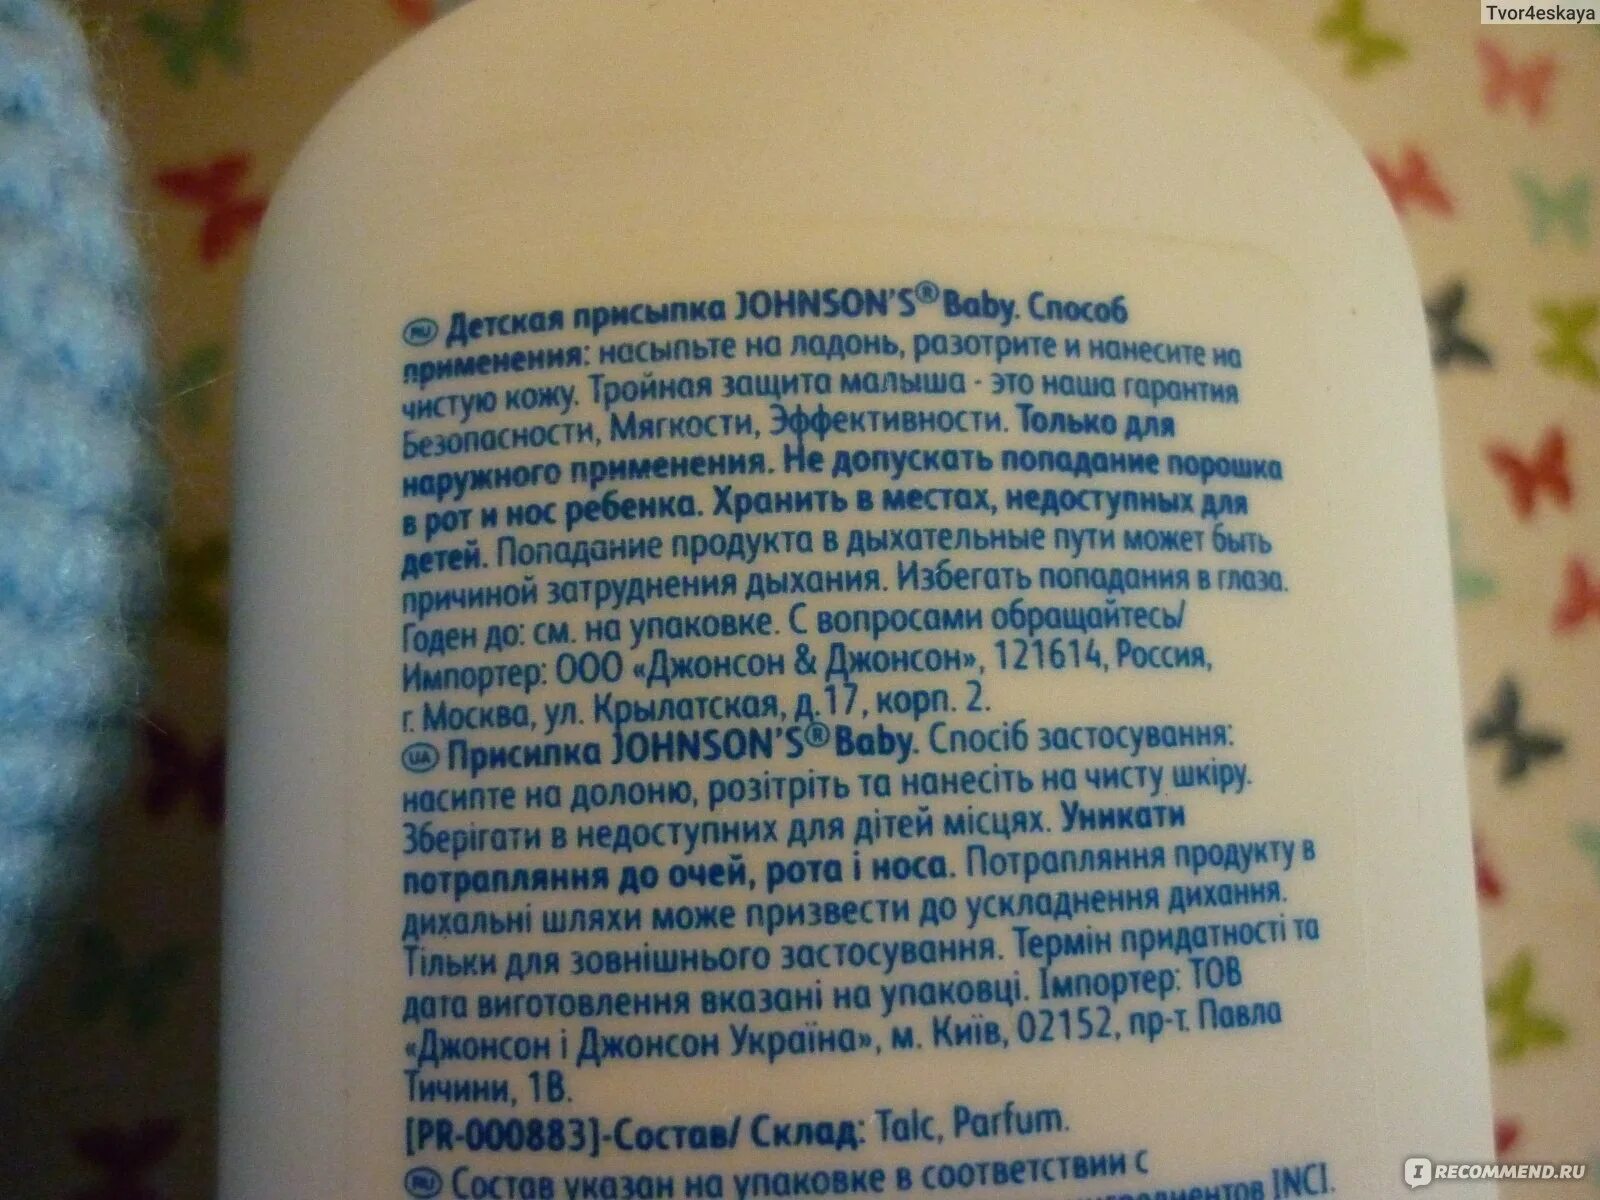 Tvor4eskaya
RU Детская присыпка JOHNSON'S® Baby. Способ
применения: насыпьте на ладонь, разотрите и нанесите на
чистую кожу. Тройная защита малыша - это наша гарантия
Безопасности, Мягкости, Эффективности. Только для
наружного применения. Не допускать попадание порошка
в рот и нос ребенка. Хранить в местах, недоступных для
детей. Попадание продукта в дыхательные пути может быть
причиной затруднения дыхания. Избегать попадания в глаза.
Годен до: см. на упаковке. С вопросами обращайтесь/
Импортер: ООО «Джонсон & Джонсон», 121614, Россия,
г. Москва, ул. Крылатская, д.17, корп. 2.
UA Присипка JOHNSON'S® Baby. Спосіб застосування:
насипте на долоню, розітріть та нанесіть на чисту шкіру.
Зберігати в недоступних для дітей місцях. Уникати
потрапляння до очей, рота і носа. Потрапляння продукту в
дихальні шляхи може призвести до ускладнення дихання.
Тільки для зовнішнього застосування. Термін придатності та
дата виготовлення вказані на упаковці. Імпортер: ТОВ
«Джонсон і Джонсон Україна», м. Київ, 02152, пр-т. Павла
Тичини, 1В.
[PR-000883]-Состав/ Склад: Talc, Parfum.
RU Состав указан на упаковке в соответствии с
INCI.
IRECOMMEND.RU